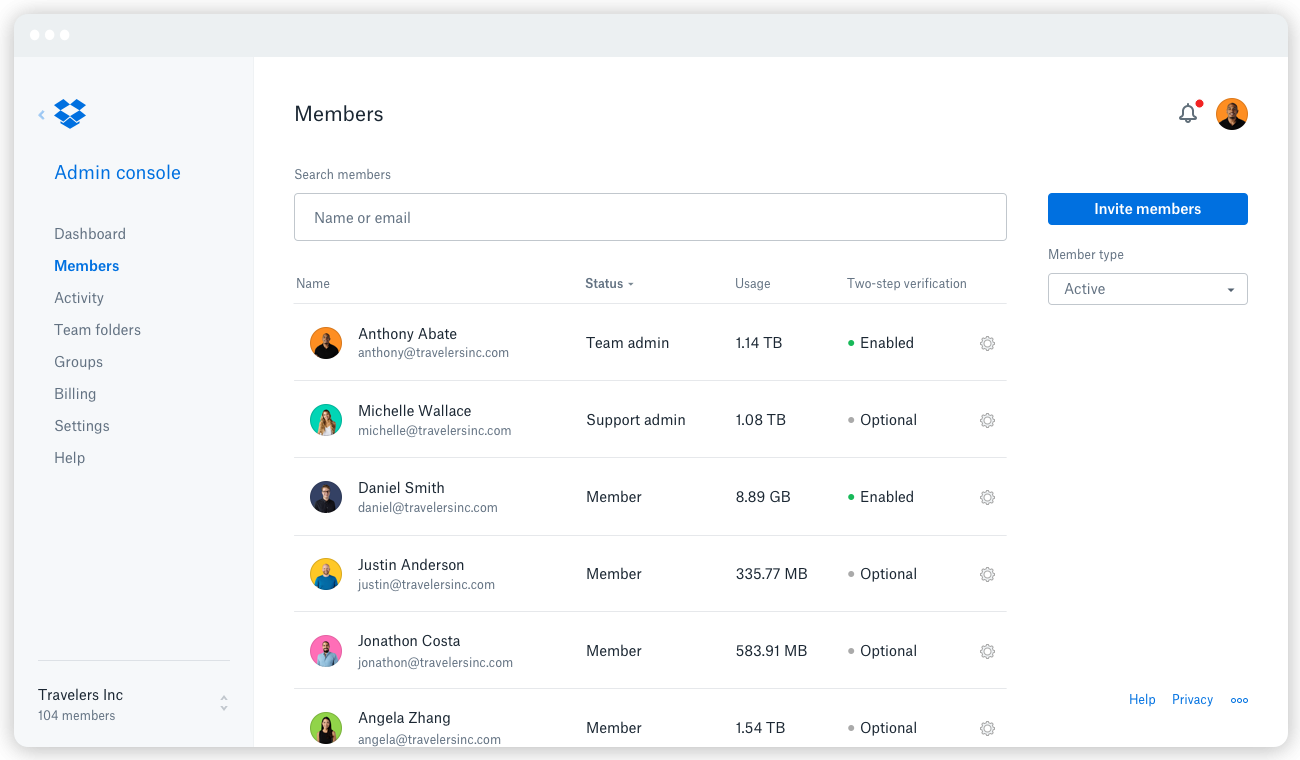 Members
Admin console
Dashboard
Members
Activity
Team folders
Groups
Billing
Settings
Help
Travelers Inc
104 members
Search members
Name or email
Invite members
Member type
Active
Name Status Usage Two-step verification
Anthony Abate
anthony@travelersinc.com
Team admin 1.14 TB Enabled
Michelle Wallace
michelle@travelersinc.com
Support admin 1.08 TB Optional
Daniel Smith
daniel@travelersinc.com
Member 8.89 GB Enabled
Justin Anderson
justin@travelersinc.com
Member 335.77 MB Optional
Jonathon Costa
jonathon@travelersinc.com
Member 583.91 MB Optional
Angela Zhang
angela@travelersinc.com
Member 1.54 TB Optional
Help Privacy